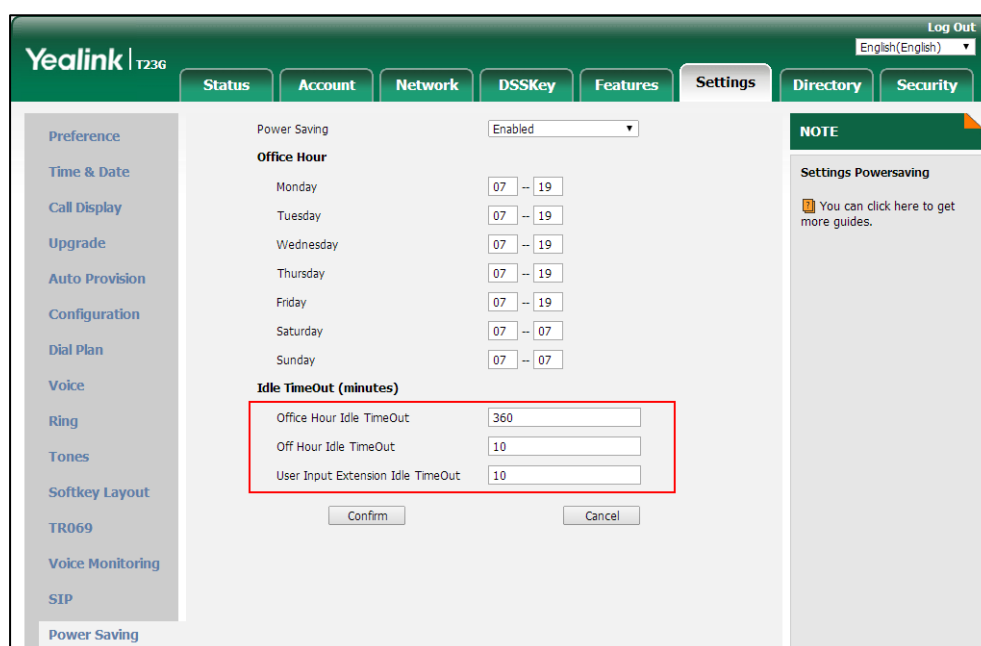 Log Out
English(English)
Yealink T23G
Status Account Network DSSKey Features Settings Directory Security
Preference
Time & Date
Call Display
Upgrade
Auto Provision
Configuration
Dial Plan
Voice
Ring
Tones
Softkey Layout
TR069
Voice Monitoring
SIP
Power Saving
Power Saving Enabled
Office Hour
Monday 07 -- 19
Tuesday 07 -- 19
Wednesday 07 -- 19
Thursday 07 -- 19
Friday 07 -- 19
Saturday 07 -- 07
Sunday 07 -- 07
Idle TimeOut (minutes)
Office Hour Idle TimeOut 360
Off Hour Idle TimeOut 10
User Input Extension Idle TimeOut 10
Confirm Cancel
NOTE
Settings Powersaving
You can click here to get
more guides.